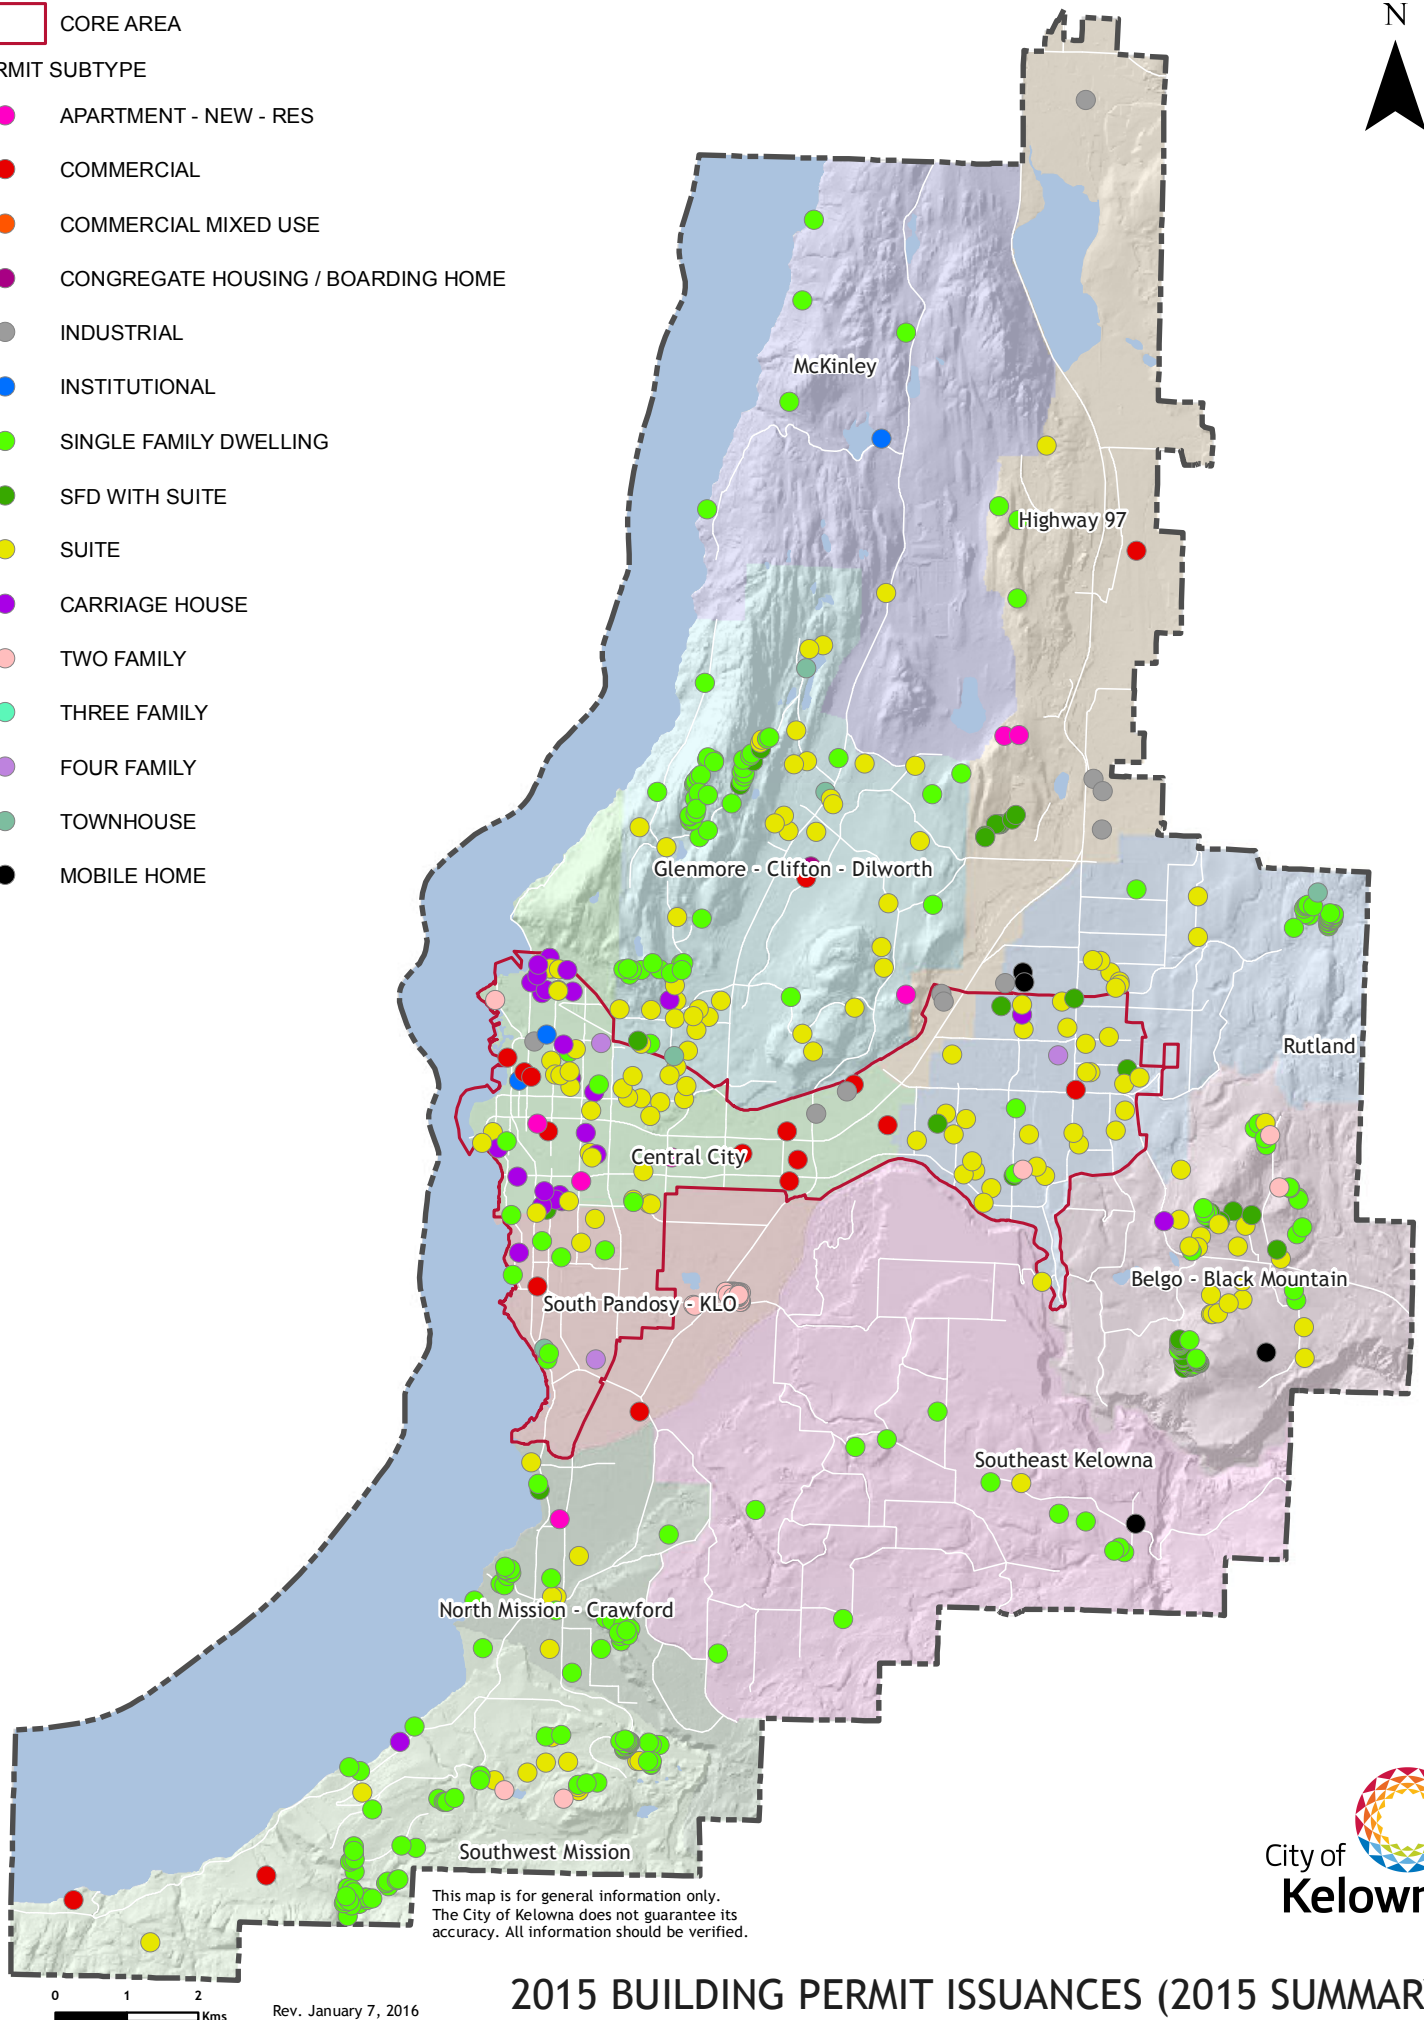 CORE AREA
RMIT SUBTYPE
APARTMENT - NEW - RES
COMMERCIAL
COMMERCIAL MIXED USE
CONGREGATE HOUSING / BOARDING HOME
INDUSTRIAL
INSTITUTIONAL
SINGLE FAMILY DWELLING
SFD WITH SUITE
SUITE
CARRIAGE HOUSE
TWO FAMILY
THREE FAMILY
FOUR FAMILY
TOWNHOUSE
MOBILE HOME
N
McKinley
Highway 97
Glenmore - Clifton - Dilworth
Rutland
Central City
Belgo - Black Mountain
South Pandosy - KLO
Southeast Kelowna
North Mission - Crawford
Southwest Mission
This map is for general information only.
The City of Kelowna does not guarantee its
accuracy. All information should be verified.
City of
Kelown
0 1 2
Kms
Rev. January 7, 2016
2015 BUILDING PERMIT ISSUANCES (2015 SUMMAR